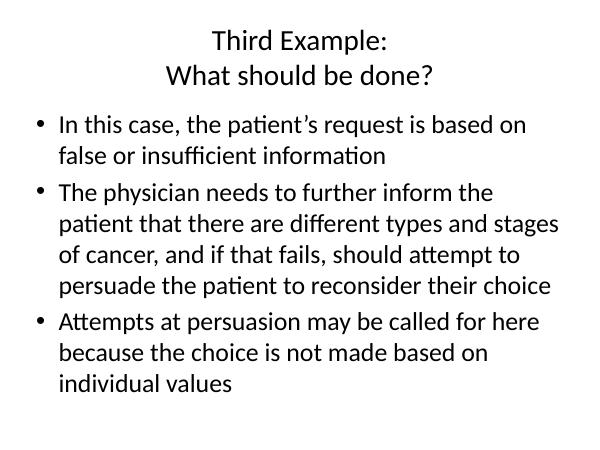 Third Example:
What should be done?
• In this case, the patient’s request is based on
false or insufficient information
• The physician needs to further inform the
patient that there are different types and stages
of cancer, and if that fails, should attempt to
persuade the patient to reconsider their choice
• Attempts at persuasion may be called for here
because the choice is not made based on
individual values